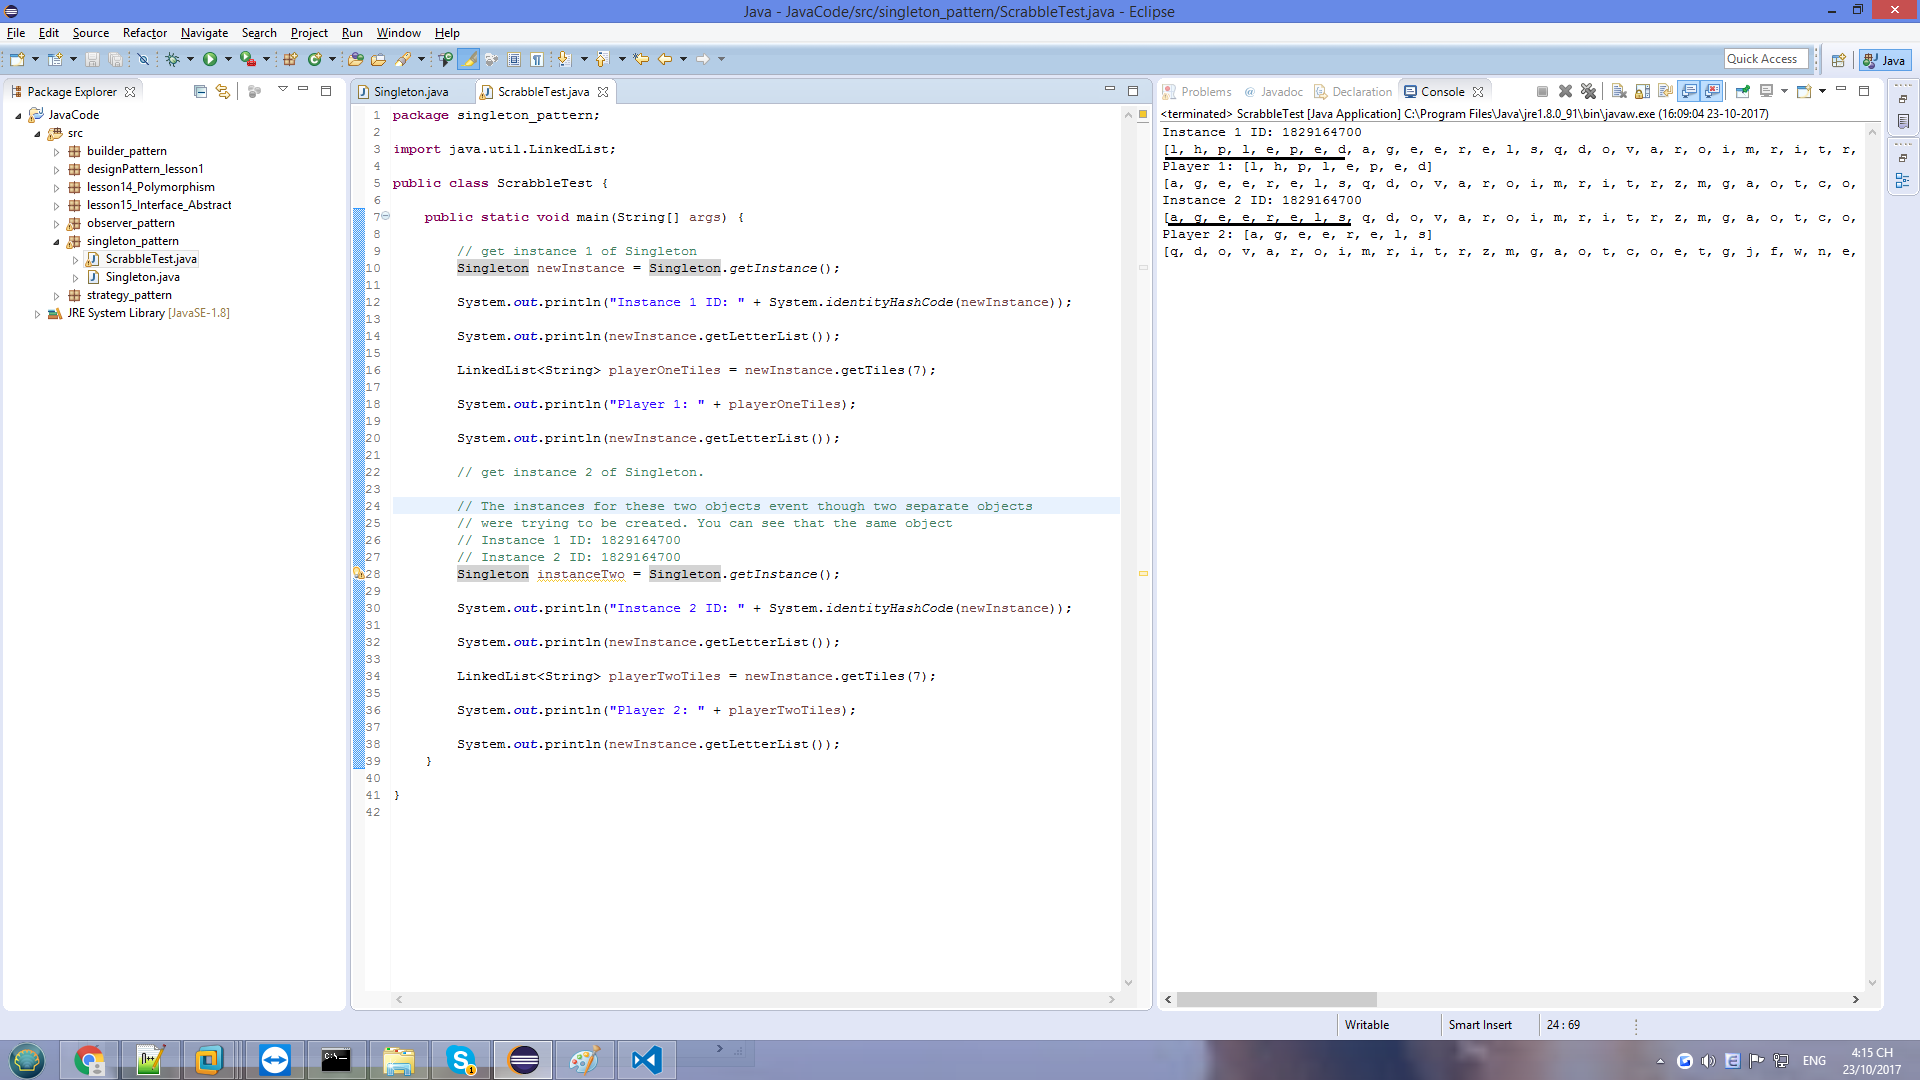 Java - JavaCode/src/singleton_pattern/ScrabbleTest.java - Eclipse
File Edit Source Refactor Navigate Search Project Run Window Help
Quick Access
Java
Package Explorer
JavaCode
src
builder_pattern
designPattern_lesson1
lesson14_Polymorphism
lesson15_Interface_Abstract
observer_pattern
singleton_pattern
ScrabbleTest.java
Singleton.java
strategy_pattern
JRE System Library [JavaSE-1.8]
Singleton.java ScrabbleTest.java
1 package singleton_pattern;
2
3 import java.util.LinkedList;
4
5 public class ScrabbleTest {
6
7 public static void main(String[] args) {
8
9 // get instance 1 of Singleton
10 Singleton newInstance = Singleton.getInstance();
11
12 System.out.println("Instance 1 ID: " + System.identityHashCode(newInstance));
13
14 System.out.println(newInstance.getLetterList());
15
16 LinkedList<String> playerOneTiles = newInstance.getTiles(7);
17
18 System.out.println("Player 1: " + playerOneTiles);
19
20 System.out.println(newInstance.getLetterList());
21
22 // get instance 2 of Singleton.
23
24 // The instances for these two objects event though two separate objects
25 // were trying to be created. You can see that the same object
26 // Instance 1 ID: 1829164700
27 // Instance 2 ID: 1829164700
28 Singleton instanceTwo = Singleton.getInstance();
29
30 System.out.println("Instance 2 ID: " + System.identityHashCode(newInstance));
31
32 System.out.println(newInstance.getLetterList());
33
34 LinkedList<String> playerTwoTiles = newInstance.getTiles(7);
35
36 System.out.println("Player 2: " + playerTwoTiles);
37
38 System.out.println(newInstance.getLetterList());
39 }
40
41 }
42
Problems @ Javadoc Declaration Console
<terminated> ScrabbleTest [Java Application] C:\Program Files\Java\jre1.8.0_91\bin\javaw.exe (16:09:04 23-10-2017)
Instance 1 ID: 1829164700
[l, h, p, l, e, p, e, d, a, g, e, e, r, e, l, s, q, d, o, v, a, r, o, i, m, r, i, t, r,
Player 1: [l, h, p, l, e, p, e, d]
[a, g, e, e, r, e, l, s, q, d, o, v, a, r, o, i, m, r, i, t, r, z, m, g, a, o, t, c, o,
Instance 2 ID: 1829164700
[a, g, e, e, r, e, l, s, q, d, o, v, a, r, o, i, m, r, i, t, r, z, m, g, a, o, t, c, o,
Player 2: [a, g, e, e, r, e, l, s]
[q, d, o, v, a, r, o, i, m, r, i, t, r, z, m, g, a, o, t, c, o, e, t, g, j, f, w, n, e,
Writable Smart Insert 24 : 69
ENG
4:15 CH
23/10/2017